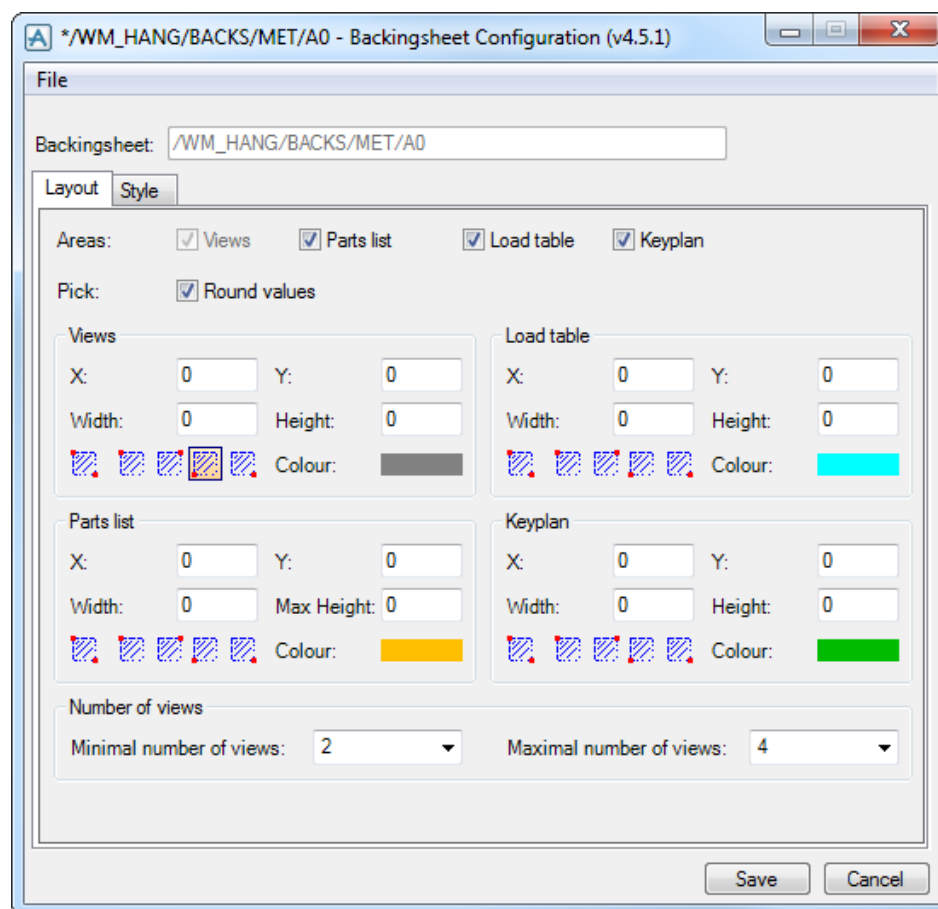 */WM_HANG/BACKS/MET/A0 - Backingsheet Configuration (v4.5.1)
File
Backingsheet: /WM_HANG/BACKS/MET/A0
Layout Style
Areas: Views Parts list Load table Keyplan
Pick: Round values
Views
X: 0 Y: 0
Width: 0 Height: 0
Colour:
Load table
X: 0 Y: 0
Width: 0 Height: 0
Colour:
Parts list
X: 0 Y: 0
Width: 0 Max Height: 0
Colour:
Keyplan
X: 0 Y: 0
Width: 0 Height: 0
Colour:
Number of views
Minimal number of views: 2 Maximal number of views: 4
Save Cancel